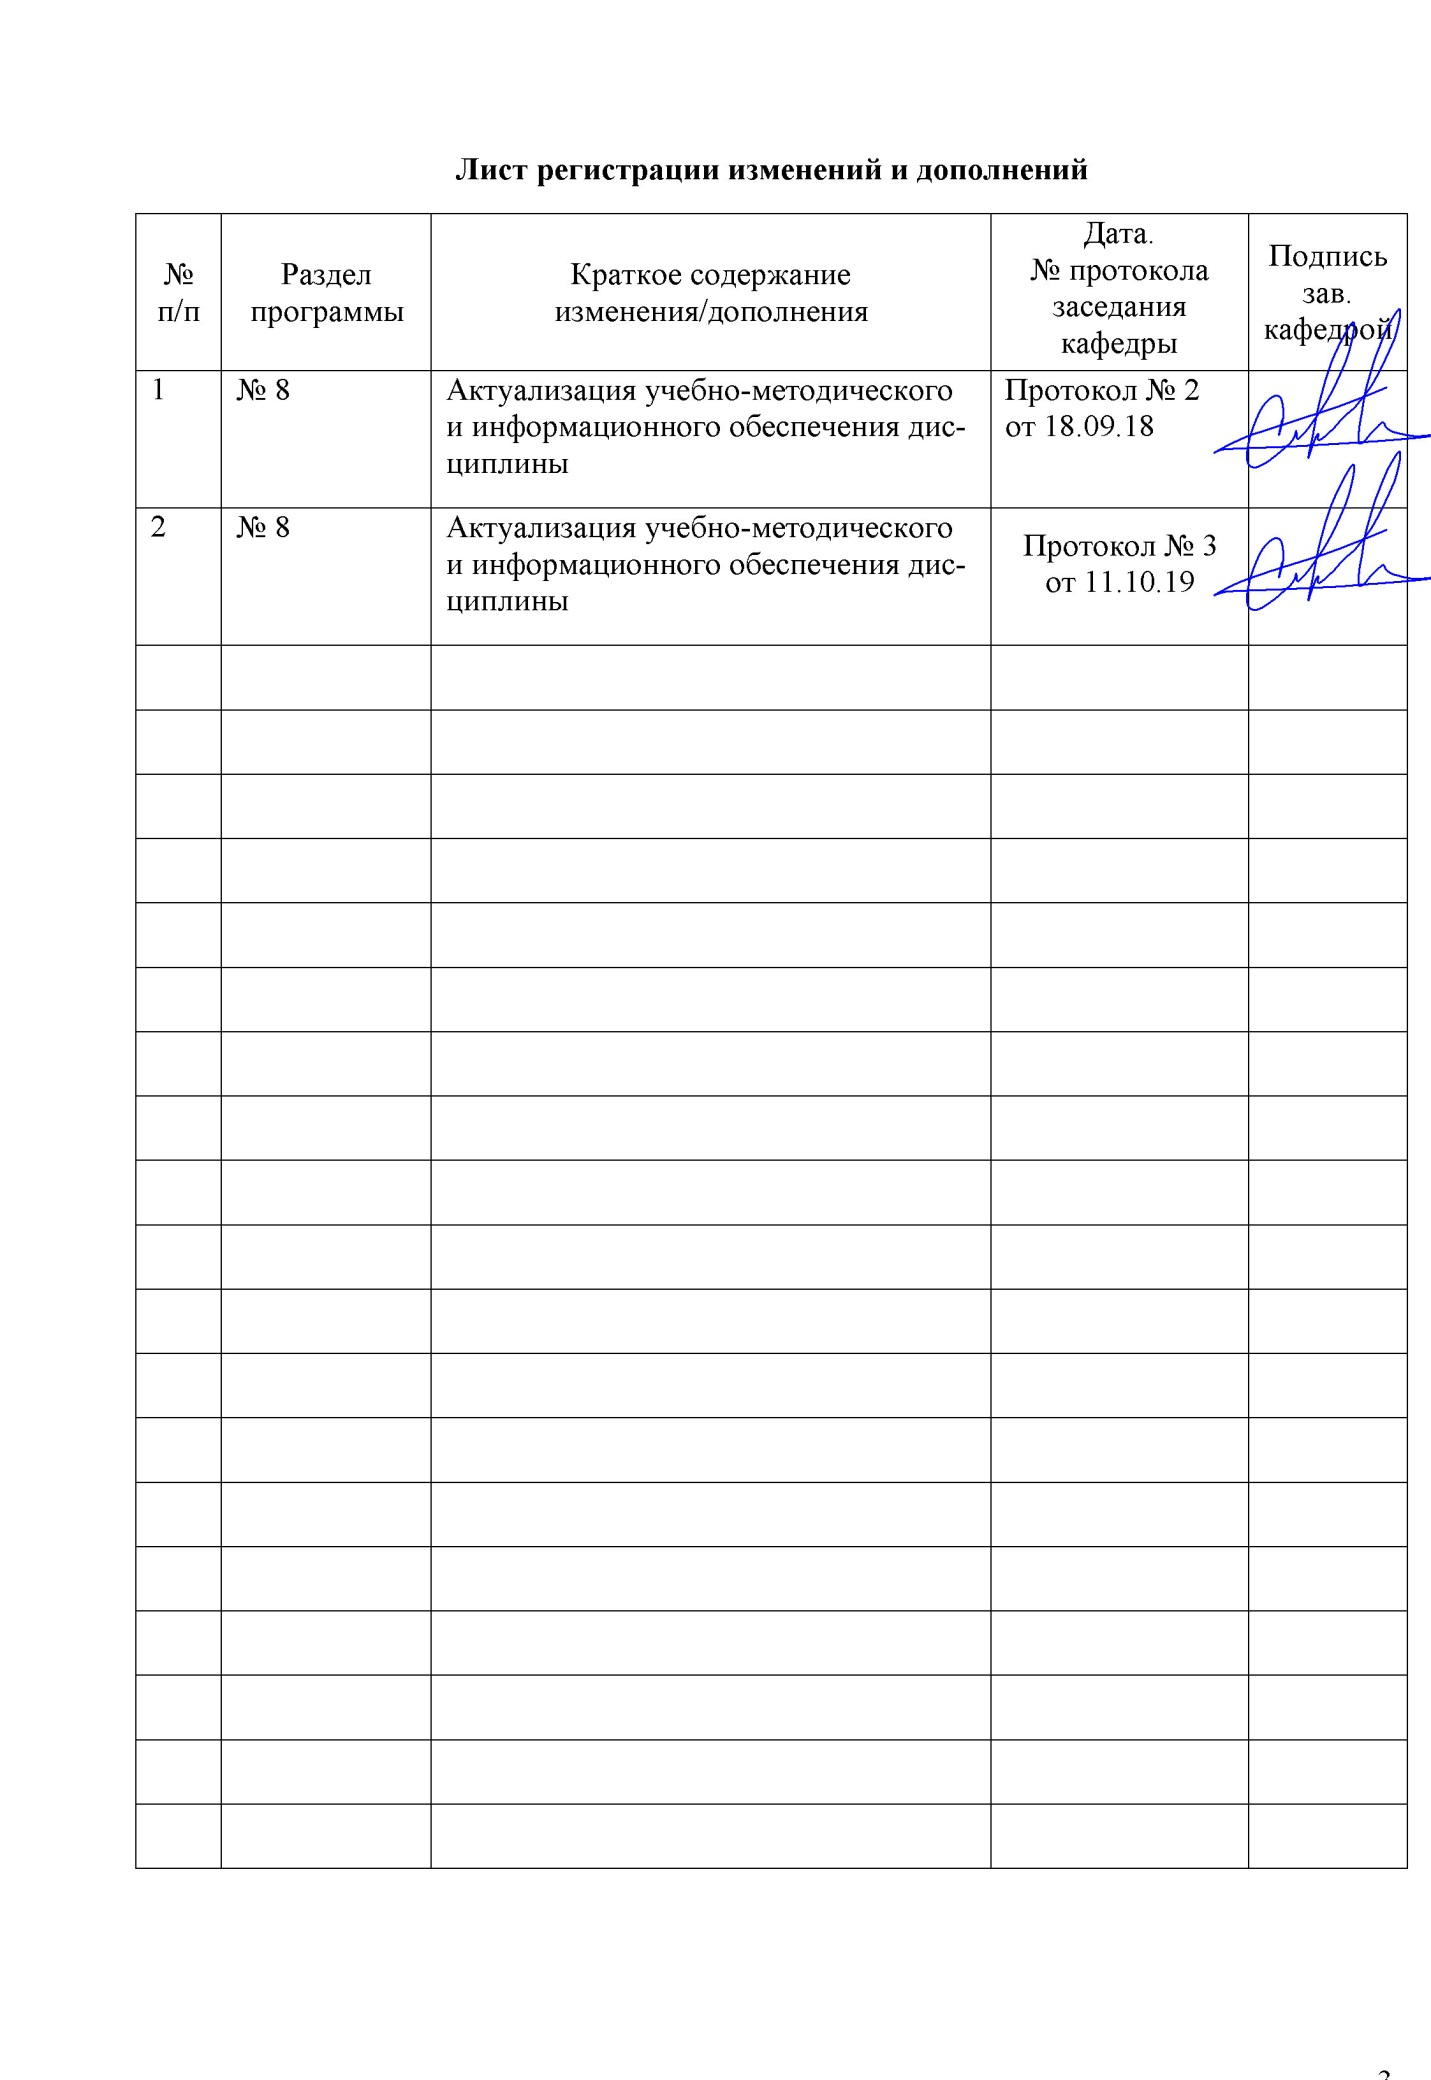 Лист регистрации изменений и дополнений
№
п/п
Раздел
программы
Краткое содержание
изменения/дополнения
Дата.
№ протокола
заседания
кафедры
Подпись
зав.
кафедрой
1
№ 8
Актуализация учебно-методического
и информационного обеспечения дис-
циплины
Протокол № 2
от 18.09.18
2
№ 8
Актуализация учебно-методического
и информационного обеспечения дис-
циплины
Протокол № 3
от 11.10.19